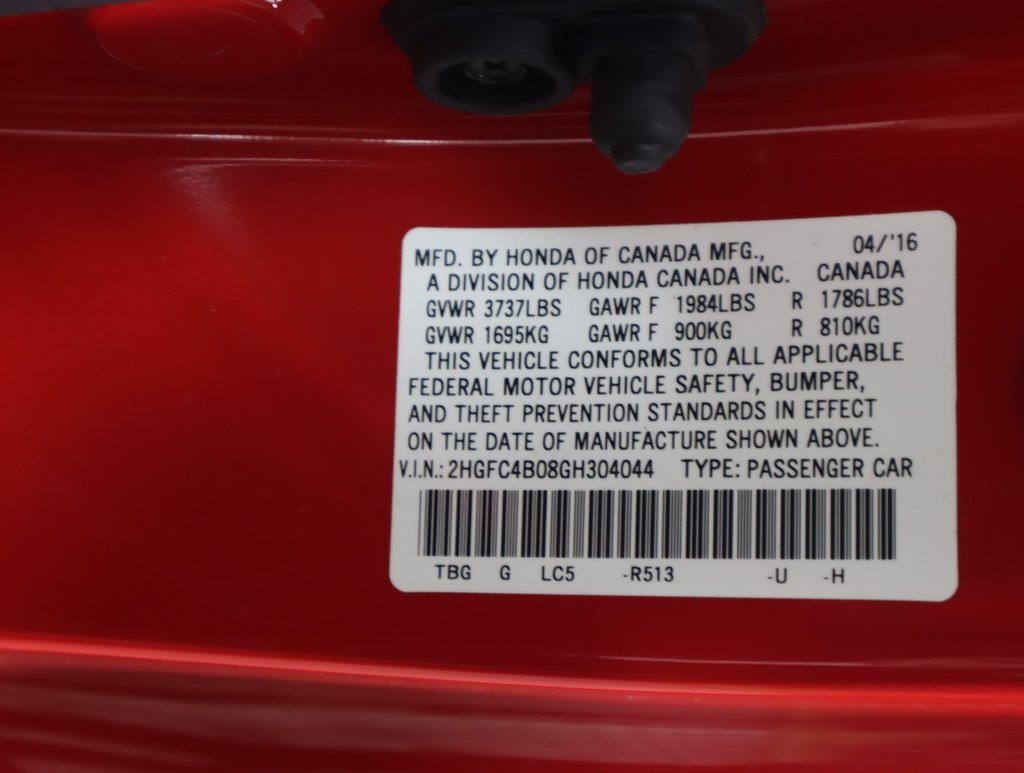 MFD. BY HONDA OF CANADA MFG., 04/'16
A DIVISION OF HONDA CANADA INC. CANADA
GVWR 3737LBS GAWR F 1984LBS R 1786LBS
GVWR 1695KG GAWR F 900KG R 810KG
THIS VEHICLE CONFORMS TO ALL APPLICABLE
FEDERAL MOTOR VEHICLE SAFETY, BUMPER,
AND THEFT PREVENTION STANDARDS IN EFFECT
ON THE DATE OF MANUFACTURE SHOWN ABOVE.
V.I.N.: 2HGFC4B08GH304044 TYPE: PASSENGER CAR
TBG G LC5 -R513 -U -H